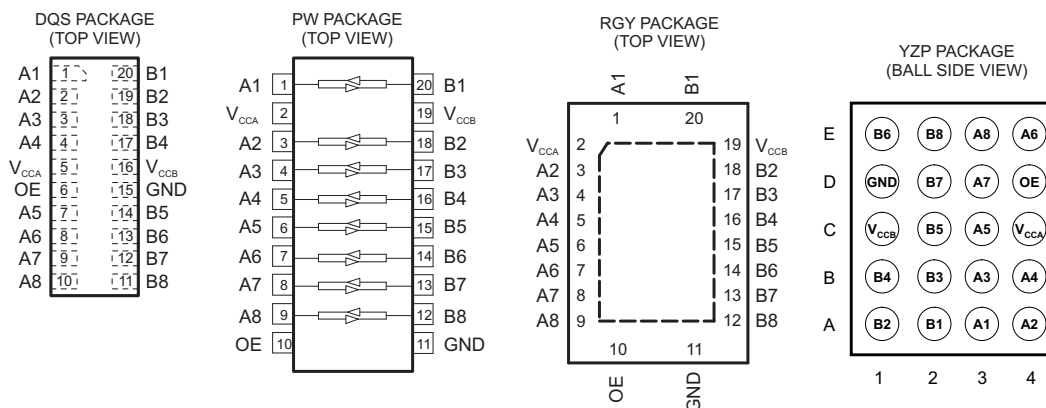 DQS PACKAGE
(TOP VIEW)
A1 1 20 B1
A2 2 19 B2
A3 3 18 B3
A4 4 17 B4
VCCA 5 16 VCCB
OE 6 15 GND
A5 7 14 B5
A6 8 13 B6
A7 9 12 B7
A8 10 11 B8
PW PACKAGE
(TOP VIEW)
A1 1 20 B1
VCCA 2 19 VCCB
A2 3 18 B2
A3 4 17 B3
A4 5 16 B4
A5 6 15 B5
A6 7 14 B6
A7 8 13 B7
A8 9 12 B8
OE 10 11 GND
RGY PACKAGE
(TOP VIEW)
A1 B1
1 20
VCCA 2 19 VCCB
A2 3 18 B2
A3 4 17 B3
A4 5 16 B4
A5 6 15 B5
A6 7 14 B6
A7 8 13 B7
A8 9 12 B8
10 11
OE GND
YZP PACKAGE
(BALL SIDE VIEW)
E B6 B8 A8 A6
D GND B7 A7 OE
C VCCB B5 A5 VCCA
B B4 B3 A3 A4
A B2 B1 A1 A2
1 2 3 4